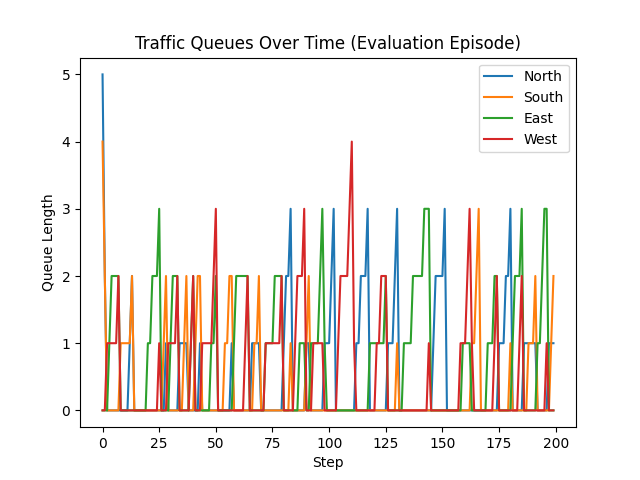 Traffic Queues Over Time (Evaluation Episode)
North
South
East
West
Queue Length
5
4
3
2
1
0
0 25 50 75 100 125 150 175 200
Step